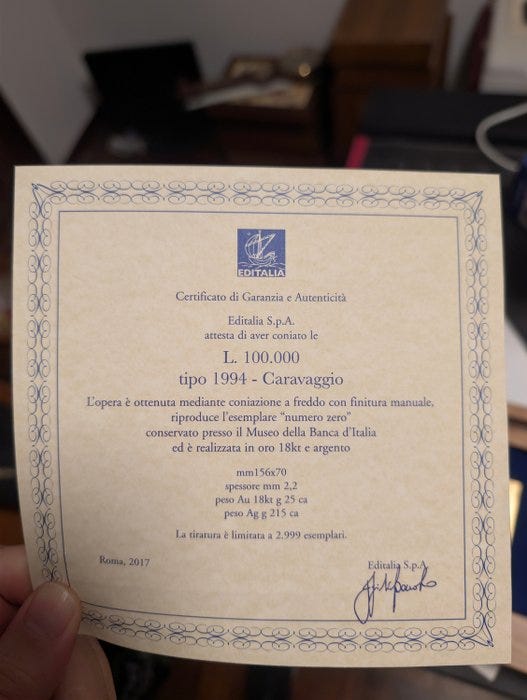 EDITALIA
Certificato di Garanzia e Autenticità
Editalia S.p.A.
attesta di aver coniato le
L. 100.000
tipo 1994 - Caravaggio
L'opera è ottenuta mediante coniazione a freddo con finitura manuale,
riproduce l'esemplare "numero zero"
conservato presso il Museo della Banca d'Italia
ed è realizzata in oro 18kt e argento
mm156x70
spessore mm 2,2
peso Au 18kt g 25 ca
peso Ag g 215 ca
La tiratura è limitata a 2.999 esemplari.
Roma, 2017
Editalia S.p.A.